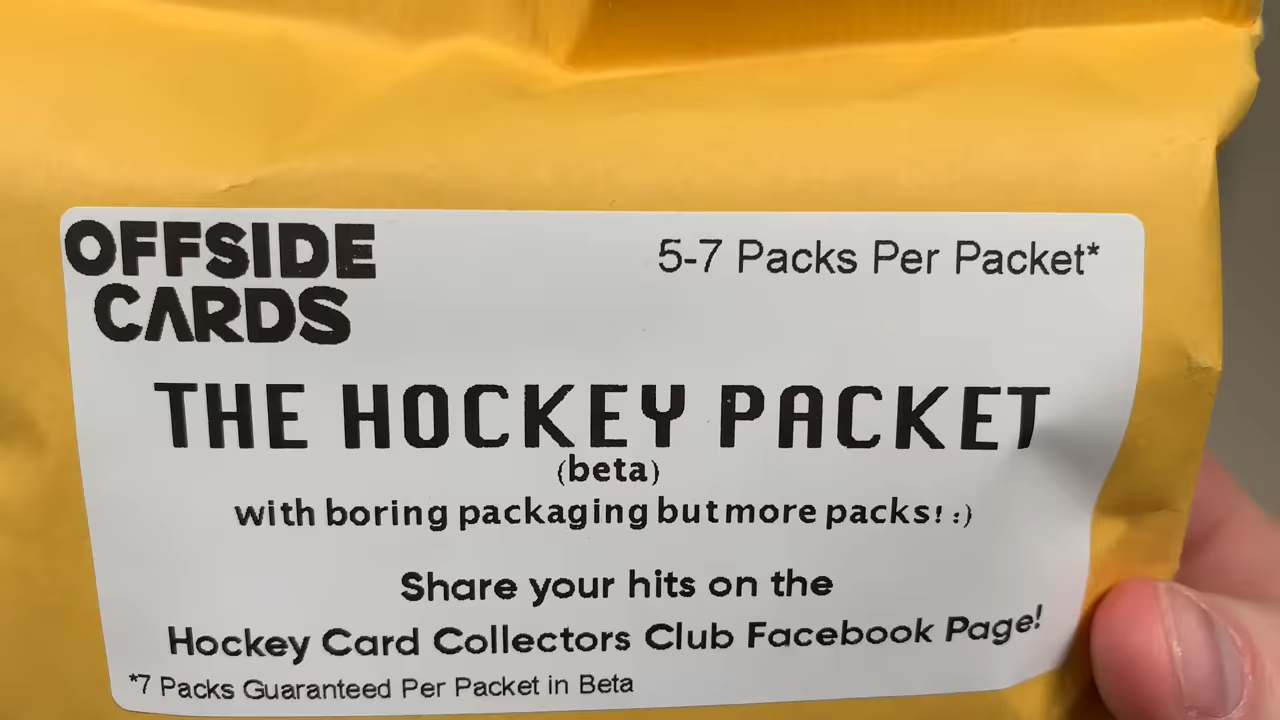 OFFSIDE
CARDS
5-7 Packs Per Packet*
THE HOCKEY PACKET
(beta)
with boring packaging but more packs! :)
Share your hits on the
Hockey Card Collectors Club Facebook Page!
*7 Packs Guaranteed Per Packet in Beta